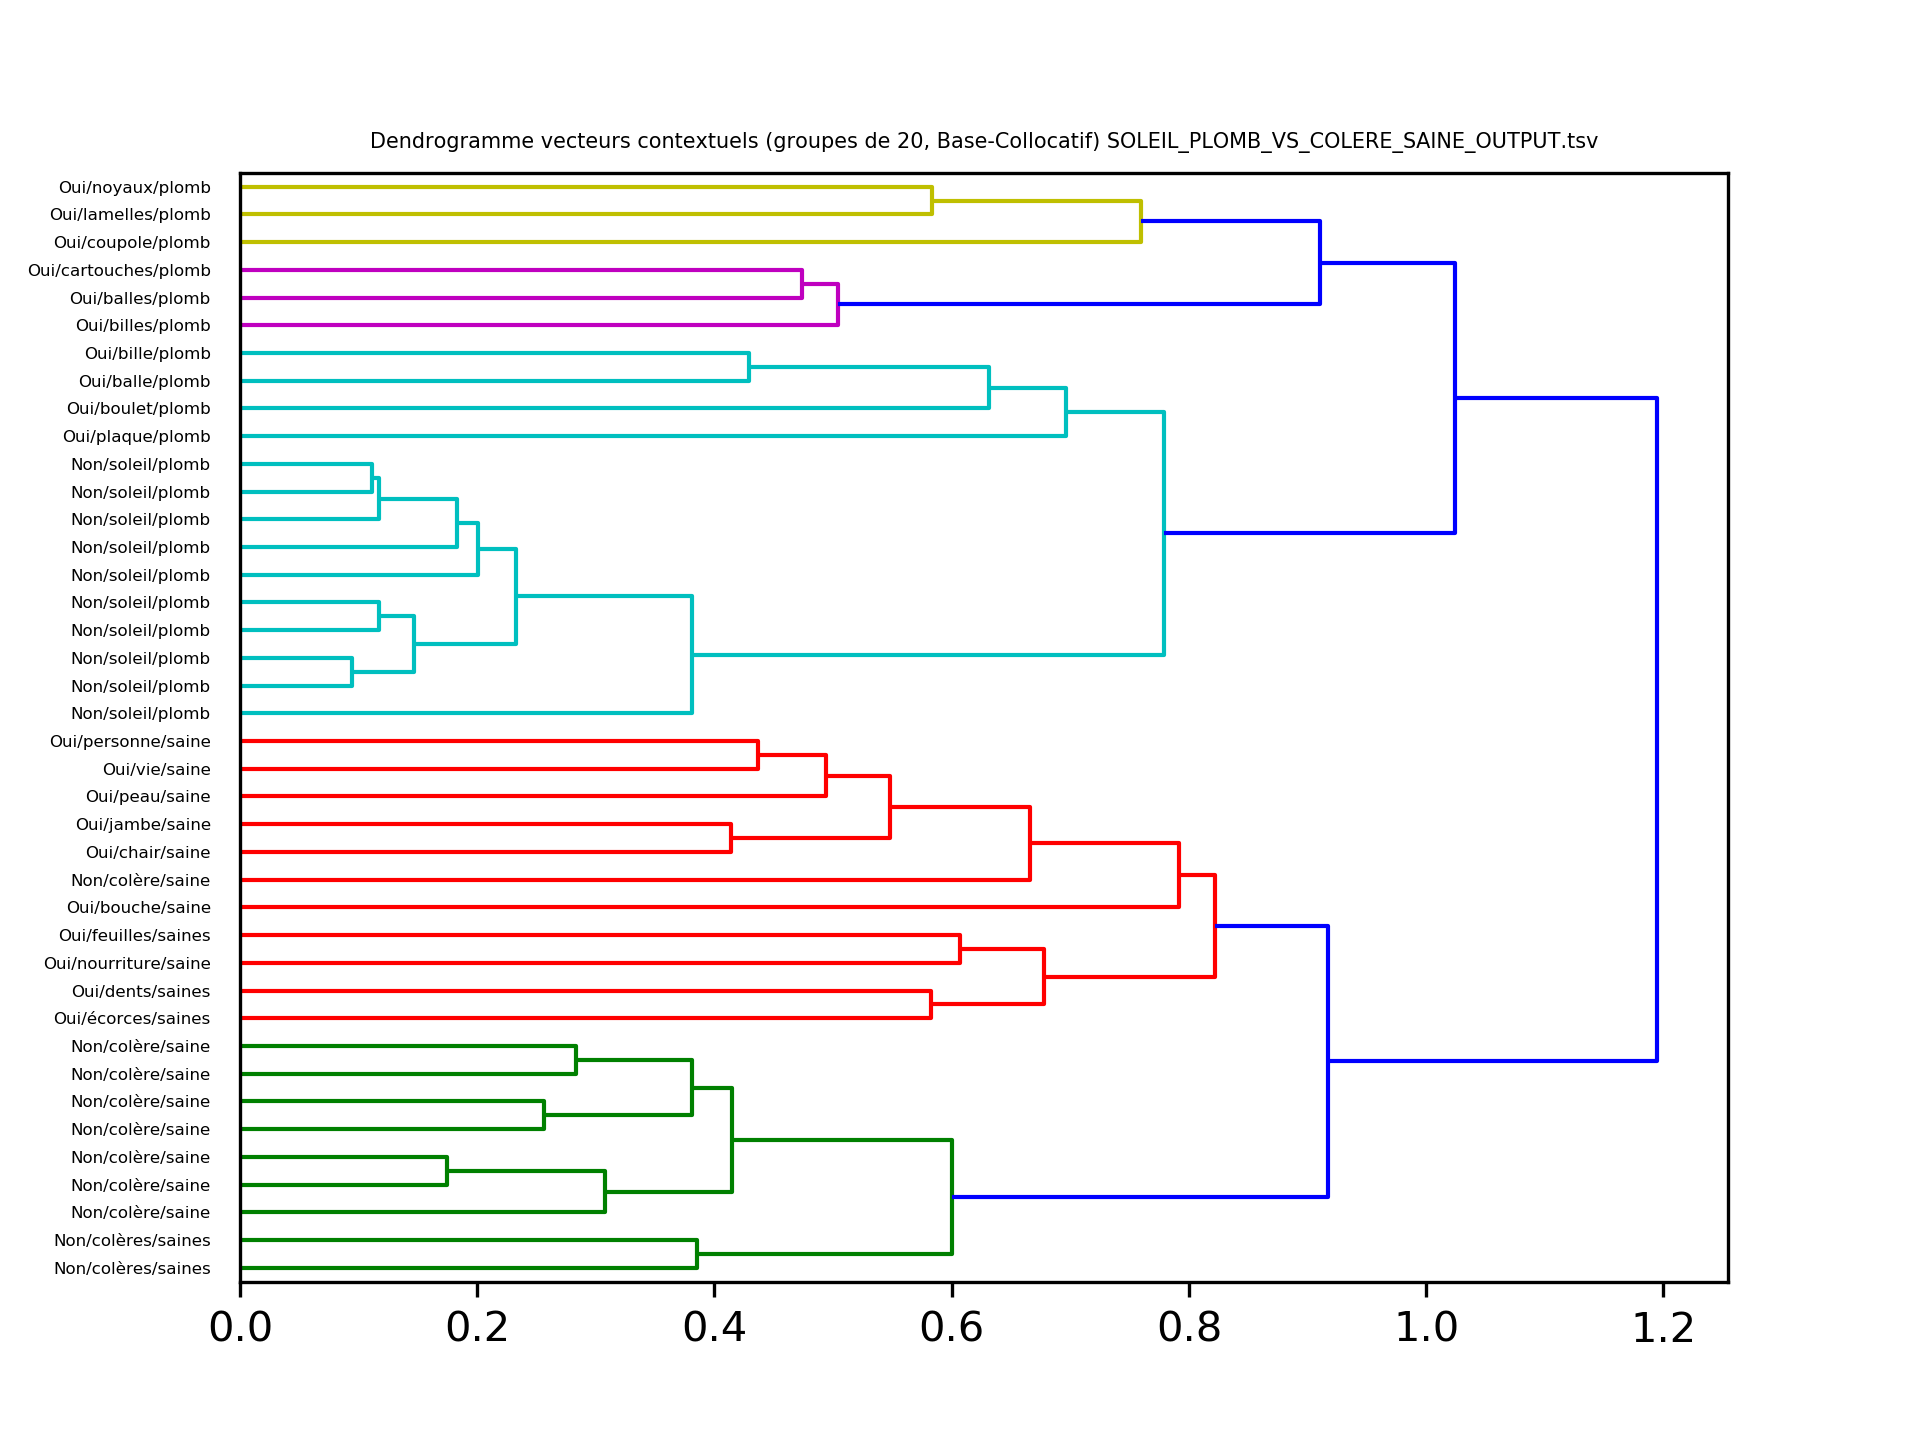 Dendrogramme vecteurs contextuels (groupes de 20, Base-Collocatif) SOLEIL_PLOMB_VS_COLERE_SAINE_OUTPUT.tsv
Oui/noyaux/plomb
Oui/lamelles/plomb
Oui/coupole/plomb
Oui/cartouches/plomb
Oui/balles/plomb
Oui/billes/plomb
Oui/bille/plomb
Oui/balle/plomb
Oui/boulet/plomb
Oui/plaque/plomb
Non/soleil/plomb
Non/soleil/plomb
Non/soleil/plomb
Non/soleil/plomb
Non/soleil/plomb
Non/soleil/plomb
Non/soleil/plomb
Non/soleil/plomb
Non/soleil/plomb
Non/soleil/plomb
Oui/personne/saine
Oui/vie/saine
Oui/peau/saine
Oui/jambe/saine
Oui/chair/saine
Non/colère/saine
Oui/bouche/saine
Oui/feuilles/saines
Oui/nourriture/saine
Oui/dents/saines
Oui/écorces/saines
Non/colère/saine
Non/colère/saine
Non/colère/saine
Non/colère/saine
Non/colère/saine
Non/colère/saine
Non/colère/saine
Non/colères/saines
Non/colères/saines
0.0 0.2 0.4 0.6 0.8 1.0 1.2